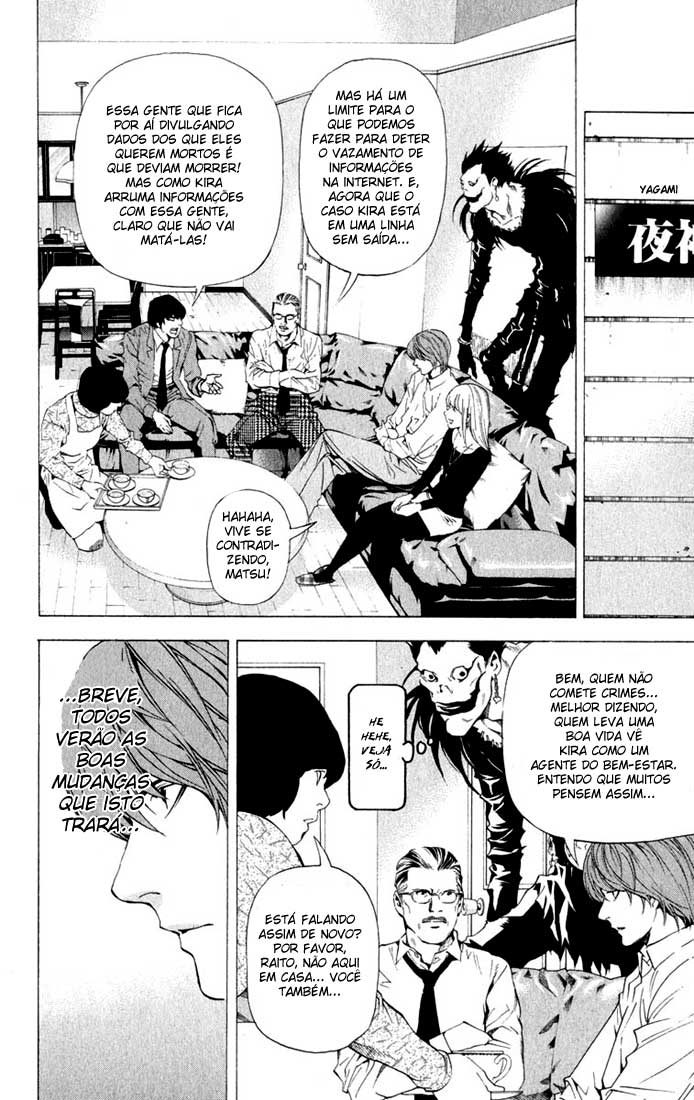 YAGAMI
夜神
MAS HÁ UM
LIMITE PARA O
QUE PODEMOS
FAZER PARA DETER
O VAZAMENTO DE
INFORMAÇÕES
NA INTERNET. E,
AGORA QUE O
CASO KIRA ESTÁ
EM UMA LINHA
SEM SAÍDA...
ESSA GENTE QUE FICA
POR AÍ DIVULGANDO
DADOS DOS QUE ELES
QUEREM MORTOS É
QUE DEVIAM MORRER!
MAS COMO KIRA
ARRUMA INFORMAÇÕES
COM ESSA GENTE,
CLARO QUE NÃO VAI
MATÁ-LAS!
HAHAHA,
VIVE SE
CONTRADI-
ZENDO,
MATSU!
BEM, QUEM NÃO
COMETE CRIMES...
MELHOR DIZENDO,
QUEM LEVA UMA
BOA VIDA VÊ
KIRA COMO UM
AGENTE DO BEM-ESTAR.
ENTENDO QUE MUITOS
PENSEM ASSIM...
HE
HEHE,
VEJA
SÓ...
ESTÁ FALANDO
ASSIM DE NOVO?
POR FAVOR,
RAITO, NÃO AQUI
EM CASA... VOCÊ
TAMBÉM...
...BREVE,
TODOS
VERÃO AS
BOAS
MUDANÇAS
QUE ISTO
TRARÁ...